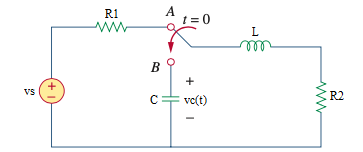 R1
A
t = 0
L
B
+
vs
+
−
C
vc(t)
−
R2